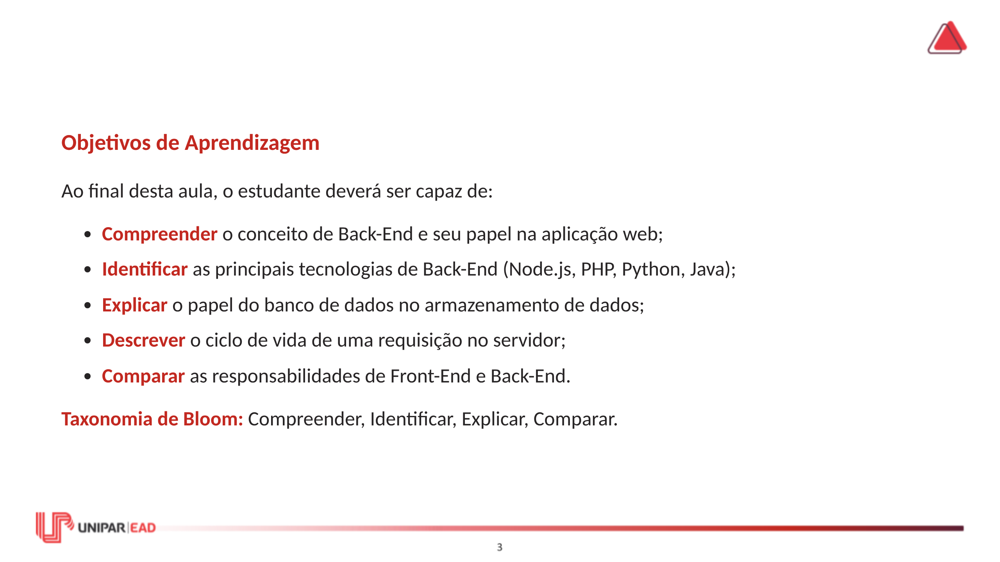 Objetivos de Aprendizagem
Ao final desta aula, o estudante deverá ser capaz de:
• Compreender o conceito de Back-End e seu papel na aplicação web;
• Identificar as principais tecnologias de Back-End (Node.js, PHP, Python, Java);
• Explicar o papel do banco de dados no armazenamento de dados;
• Descrever o ciclo de vida de uma requisição no servidor;
• Comparar as responsabilidades de Front-End e Back-End.
Taxonomia de Bloom: Compreender, Identificar, Explicar, Comparar.
UNIPAR|EAD
3